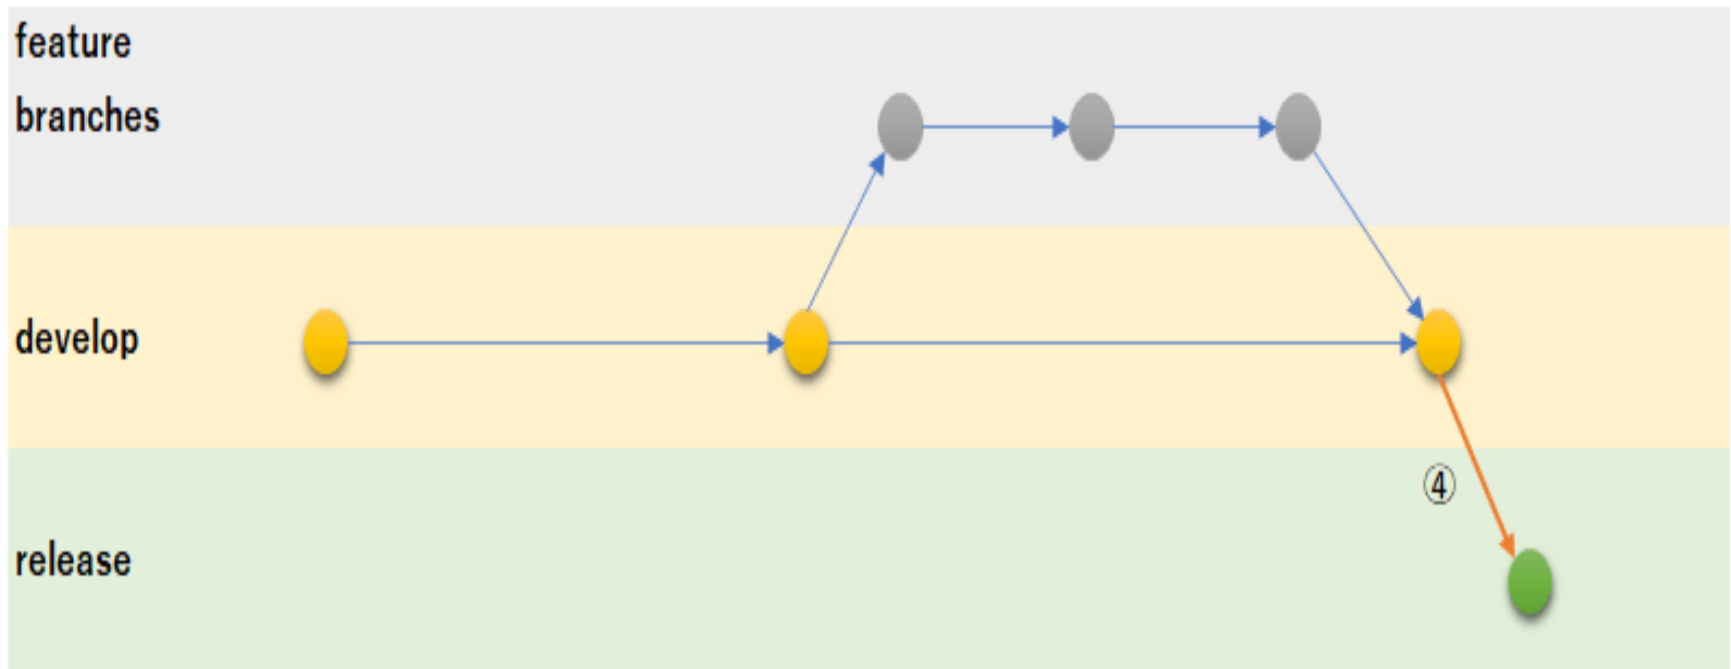 feature
branches
develop
④
release